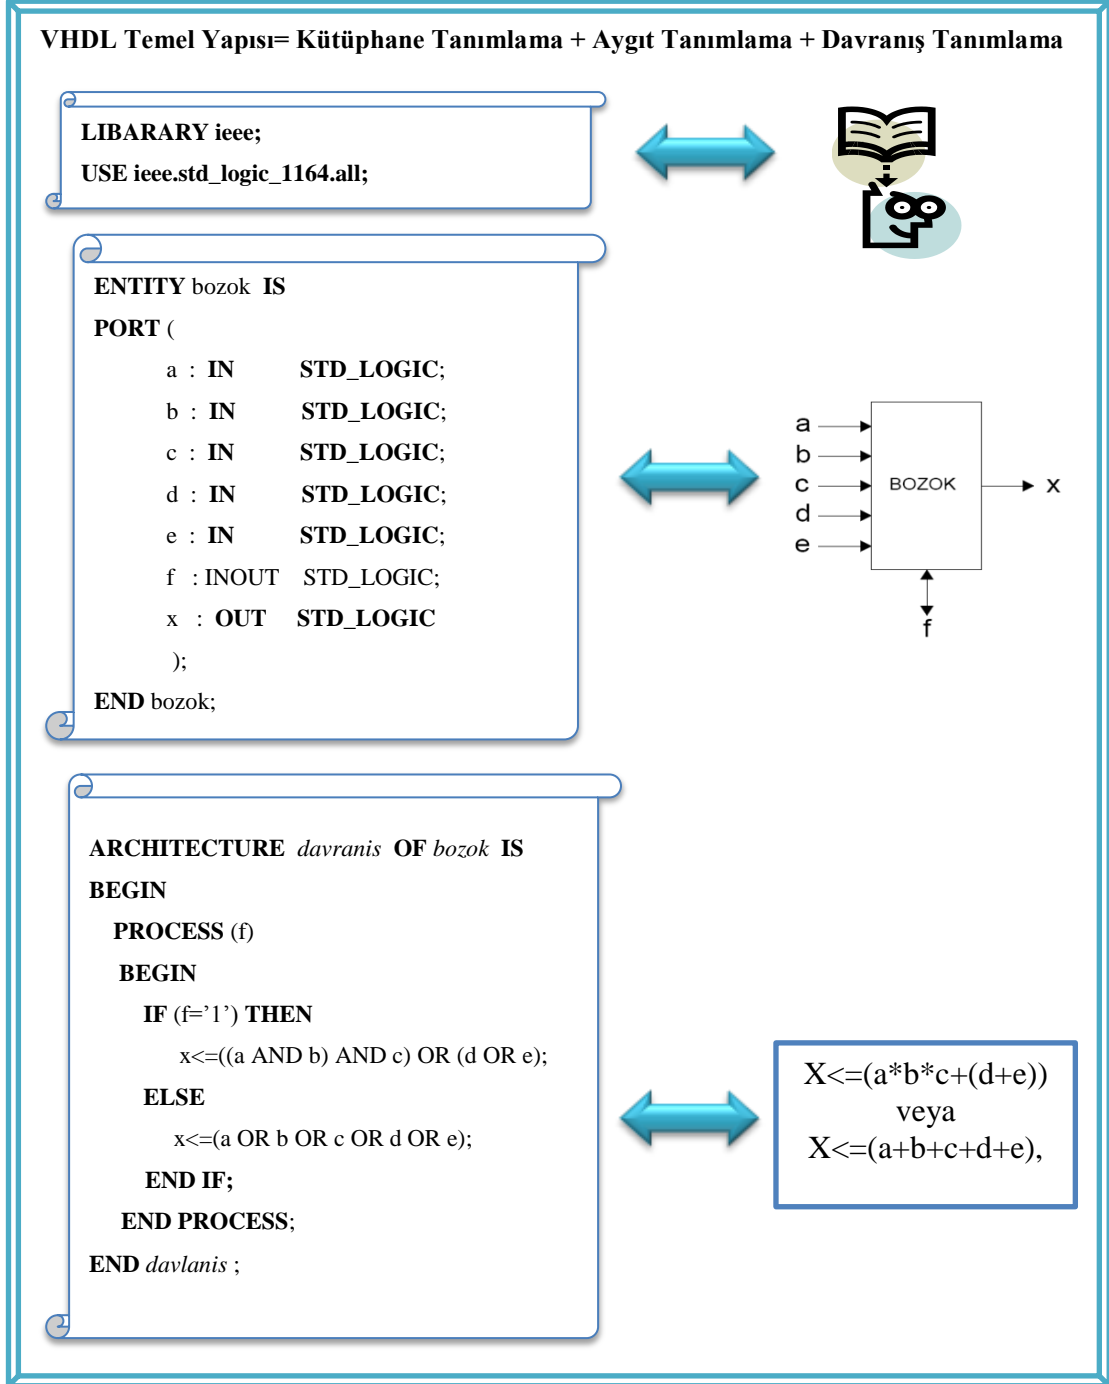 VHDL Temel Yapısı= Kütüphane Tanımlama + Aygıt Tanımlama + Davranış Tanımlama
LIBARARY ieee;
USE ieee.std_logic_1164.all;
ENTITY bozok IS
PORT (
a : IN STD_LOGIC;
b : IN STD_LOGIC;
c : IN STD_LOGIC;
d : IN STD_LOGIC;
e : IN STD_LOGIC;
f : INOUT STD_LOGIC;
x : OUT STD_LOGIC
);
END bozok;
a
b
c
d
e
BOZOK
x
f
ARCHITECTURE davranis OF bozok IS
BEGIN
PROCESS (f)
BEGIN
IF (f=’1’) THEN
x<=((a AND b) AND c) OR (d OR e);
ELSE
x<=(a OR b OR c OR d OR e);
END IF;
END PROCESS;
END davlanis ;
X<=(a*b*c+(d+e))
veya
X<=(a+b+c+d+e),